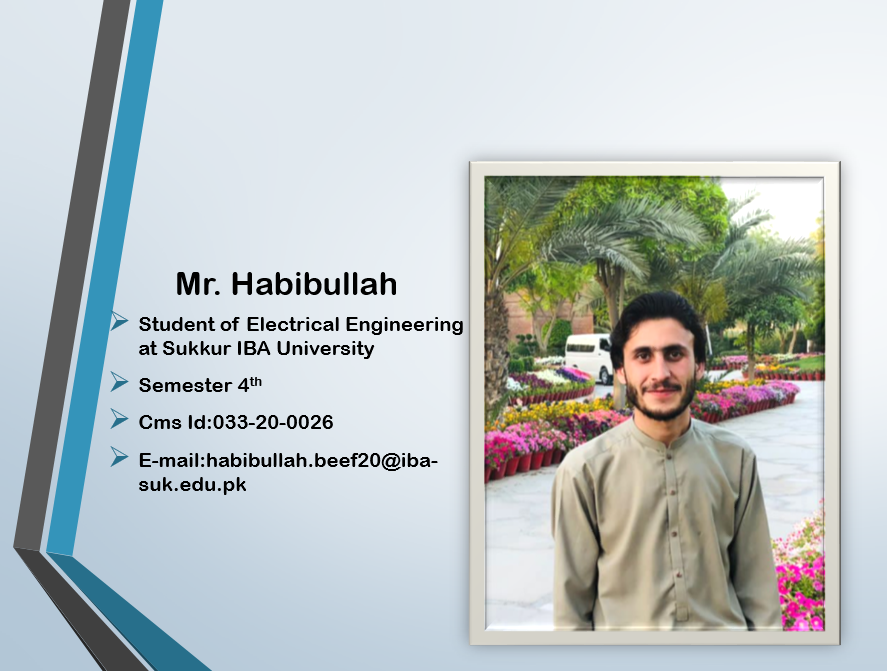 Mr. Habibullah
Student of Electrical Engineering
at Sukkur IBA University
Semester 4th
Cms Id:033-20-0026
E-mail:habibullah.beef20@iba-
suk.edu.pk